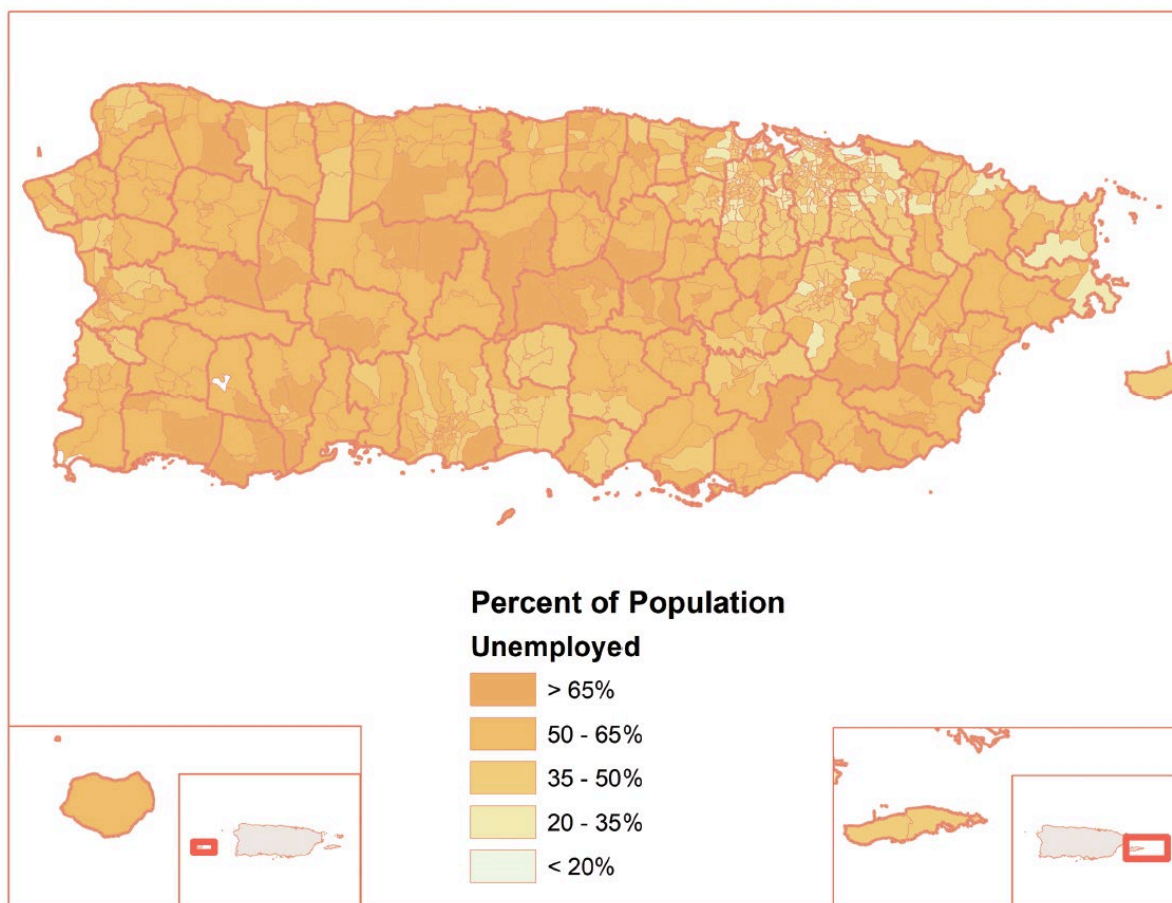 Percent of Population
Unemployed
> 65%
50 - 65%
35 - 50%
20 - 35%
< 20%